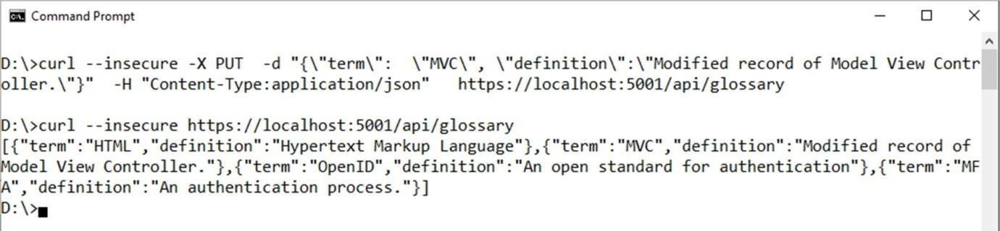 Command Prompt
D:\>curl --insecure -X PUT  -d "{\"term\":  \"MVC\", \"definition\":\"Modified record of Model View Contr
oller.\"}"  -H "Content-Type:application/json"   https://localhost:5001/api/glossary
D:\>curl --insecure https://localhost:5001/api/glossary
[{"term":"HTML","definition":"Hypertext Markup Language"},{"term":"MVC","definition":"Modified record of
Model View Controller."},{"term":"OpenID","definition":"An open standard for authentication"},{"term":"MF
A","definition":"An authentication process."}]
D:\>